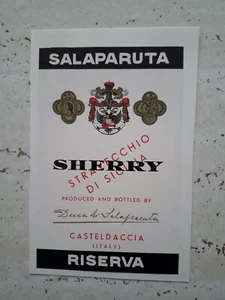 SALAPARUTA
STRAVECCHIO
DI SICILIA
SHERRY
PRODUCED AND BOTTLED BY
Duca di Salaparuta
CASTELDACCIA
(ITALY)
RISERVA